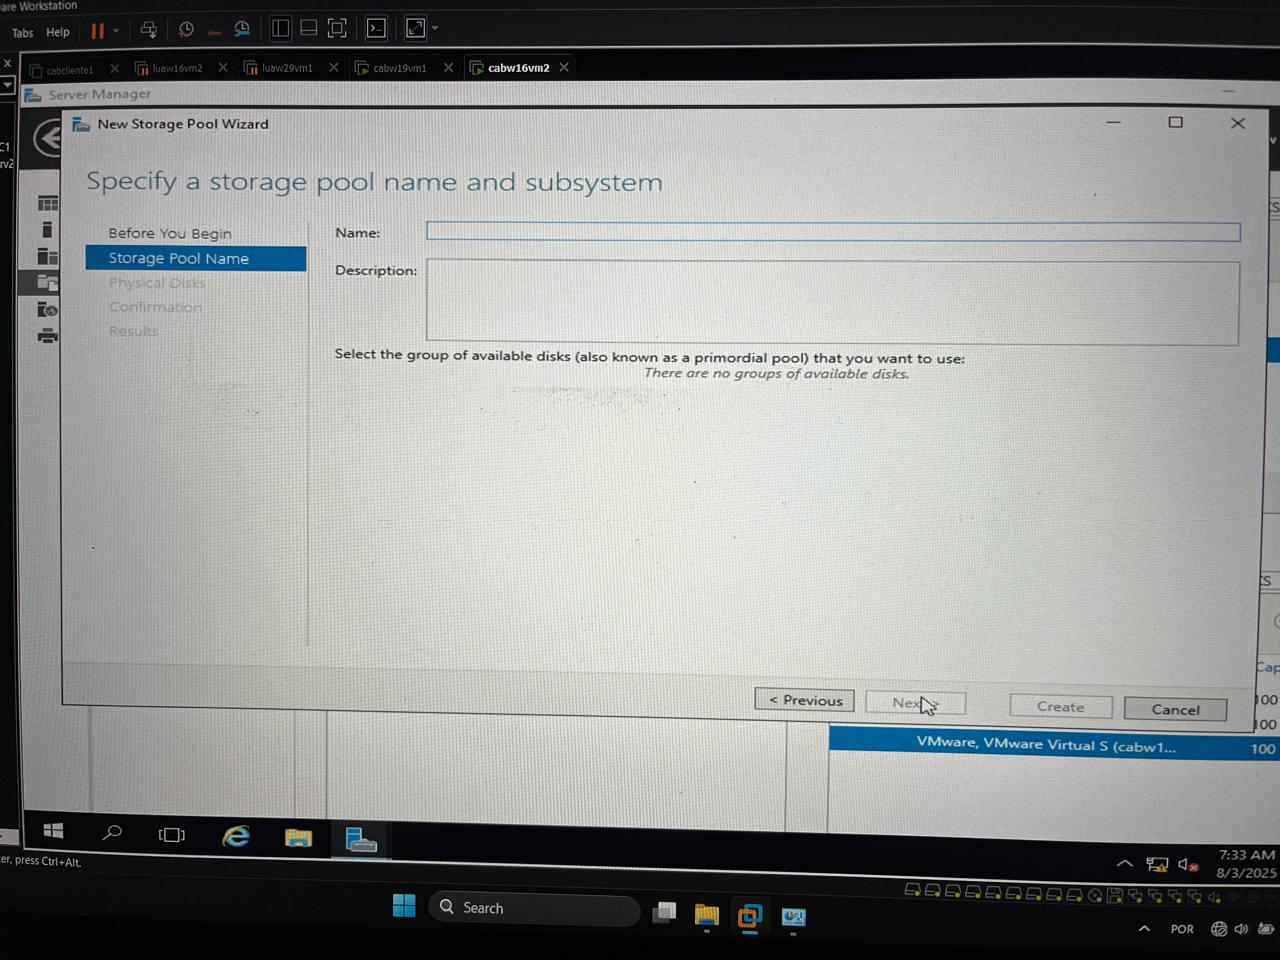 are Workstation
Tabs Help
cabcliente1
luaw16vm2
luaw29vm1
cabw19vm1
cabw16vm2
Server Manager
New Storage Pool Wizard
C1
rv2
Specify a storage pool name and subsystem
Before You Begin
Storage Pool Name
Physical Disks
Confirmation
Results
Name:
Description:
Select the group of available disks (also known as a primordial pool) that you want to use:
There are no groups of available disks.
< Previous
Create
Cancel
Cap
100
100
VMware, VMware Virtual S (cabw1...
100
7:33 AM
8/3/2025
er, press Ctrl+Alt.
Search
POR